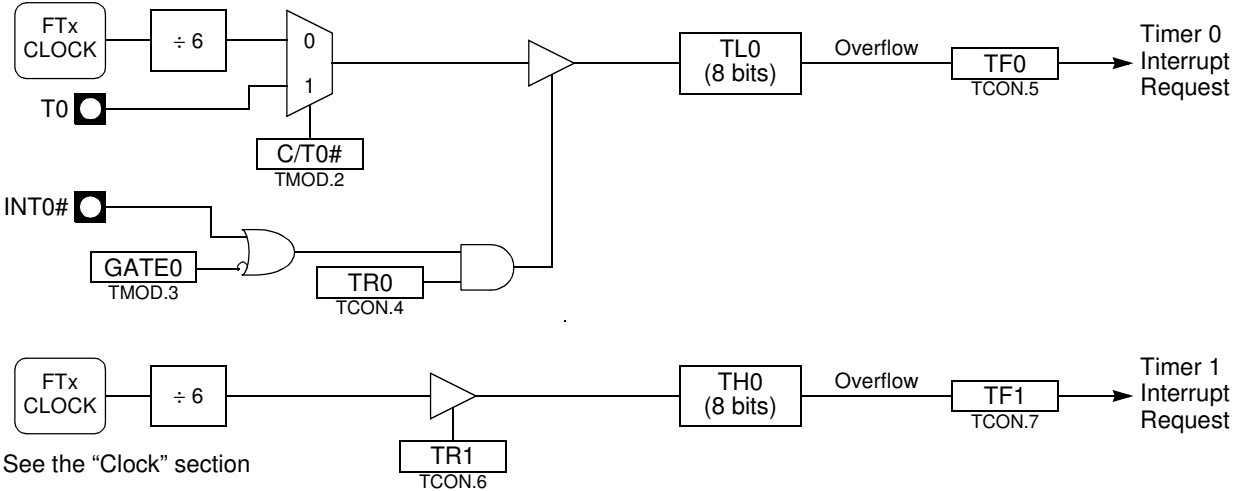 FTx
CLOCK
÷ 6
0
1
T0
C/T0#
TMOD.2
INT0#
GATE0
TMOD.3
TR0
TCON.4
TL0
(8 bits)
Overflow
TF0
TCON.5
Timer 0
Interrupt
Request
FTx
CLOCK
÷ 6
TR1
TCON.6
TH0
(8 bits)
Overflow
TF1
TCON.7
Timer 1
Interrupt
Request
See the “Clock” section